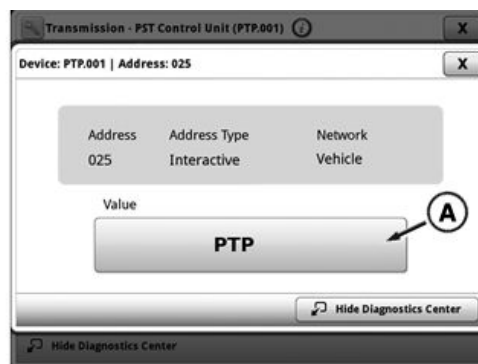 Transmission - PST Control Unit (PTP.001) i X
Device: PTP.001 | Address: 025 X
Address Address Type Network
025 Interactive Vehicle
Value
A
PTP
Hide Diagnostics Center
Hide Diagnostics Center